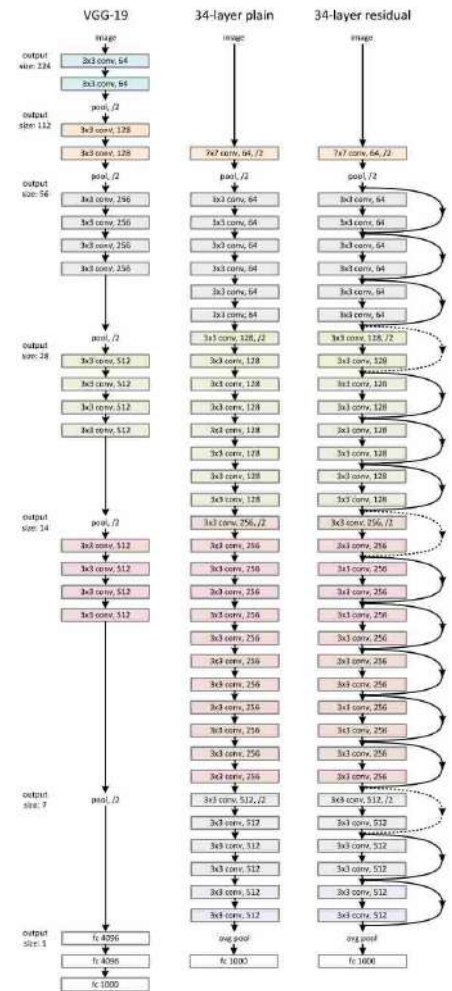 VGG-19
image
output
size: 224
3x3 conv, 64
3x3 conv, 64
pool, /2
output
size: 112
3x3 conv, 128
3x3 conv, 128
pool, /2
output
size: 56
3x3 conv, 256
3x3 conv, 256
3x3 conv, 256
3x3 conv, 256
pool, /2
output
size: 28
3x3 conv, 512
3x3 conv, 512
3x3 conv, 512
3x3 conv, 512
output
size: 14
pool, /2
3x3 conv, 512
3x3 conv, 512
3x3 conv, 512
3x3 conv, 512
output
size: 7
pool, /2
output
size: 1
fc 4096
fc 4096
fc 1000
34-layer plain
image
7x7 conv, 64, /2
pool, /2
3x3 conv, 64
3x3 conv, 64
3x3 conv, 64
3x3 conv, 64
3x3 conv, 64
3x3 conv, 64
3x3 conv, 128, /2
3x3 conv, 128
3x3 conv, 128
3x3 conv, 128
3x3 conv, 128
3x3 conv, 128
3x3 conv, 128
3x3 conv, 128
3x3 conv, 256, /2
3x3 conv, 256
3x3 conv, 256
3x3 conv, 256
3x3 conv, 256
3x3 conv, 256
3x3 conv, 256
3x3 conv, 256
3x3 conv, 256
3x3 conv, 256
3x3 conv, 256
3x3 conv, 256
3x3 conv, 512, /2
3x3 conv, 512
3x3 conv, 512
3x3 conv, 512
3x3 conv, 512
3x3 conv, 512
avg pool
fc 1000
34-layer residual
image
7x7 conv, 64, /2
pool, /2
3x3 conv, 64
3x3 conv, 64
3x3 conv, 64
3x3 conv, 64
3x3 conv, 64
3x3 conv, 64
3x3 conv, 128, /2
3x3 conv, 128
3x3 conv, 128
3x3 conv, 128
3x3 conv, 128
3x3 conv, 128
3x3 conv, 128
3x3 conv, 128
3x3 conv, 256, /2
3x3 conv, 256
3x3 conv, 256
3x3 conv, 256
3x3 conv, 256
3x3 conv, 256
3x3 conv, 256
3x3 conv, 256
3x3 conv, 256
3x3 conv, 256
3x3 conv, 256
3x3 conv, 256
3x3 conv, 512, /2
3x3 conv, 512
3x3 conv, 512
3x3 conv, 512
3x3 conv, 512
3x3 conv, 512
avg pool
fc 1000